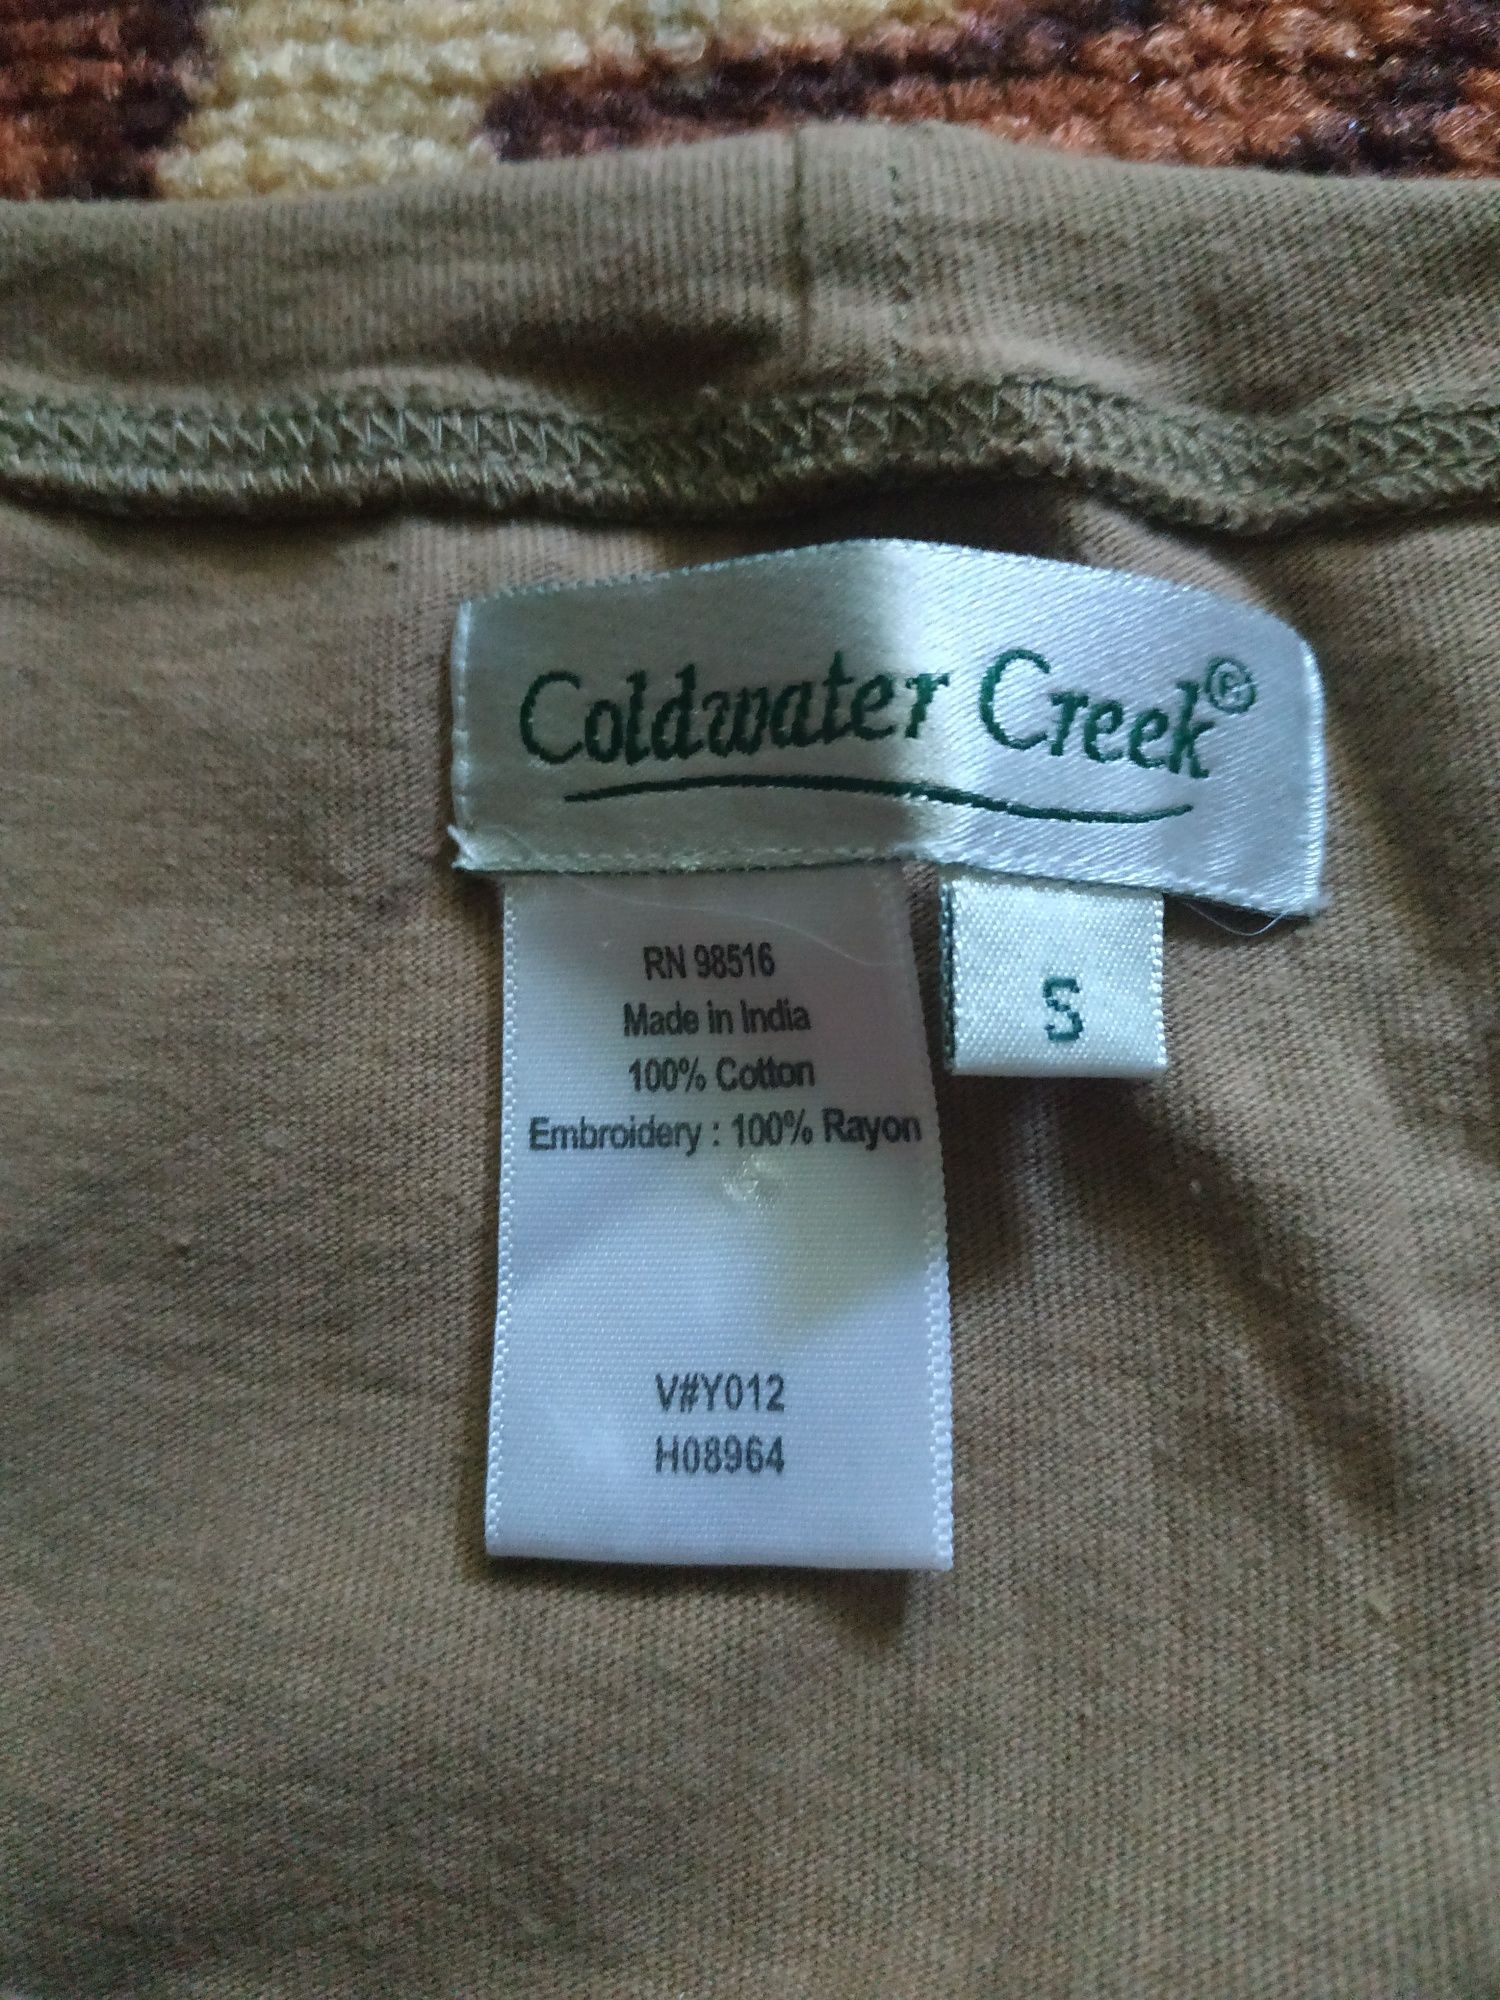 Coldwater Creek®
S
RN 98516
Made in India
100% Cotton
Embroidery : 100% Rayon
V#Y012
H08964